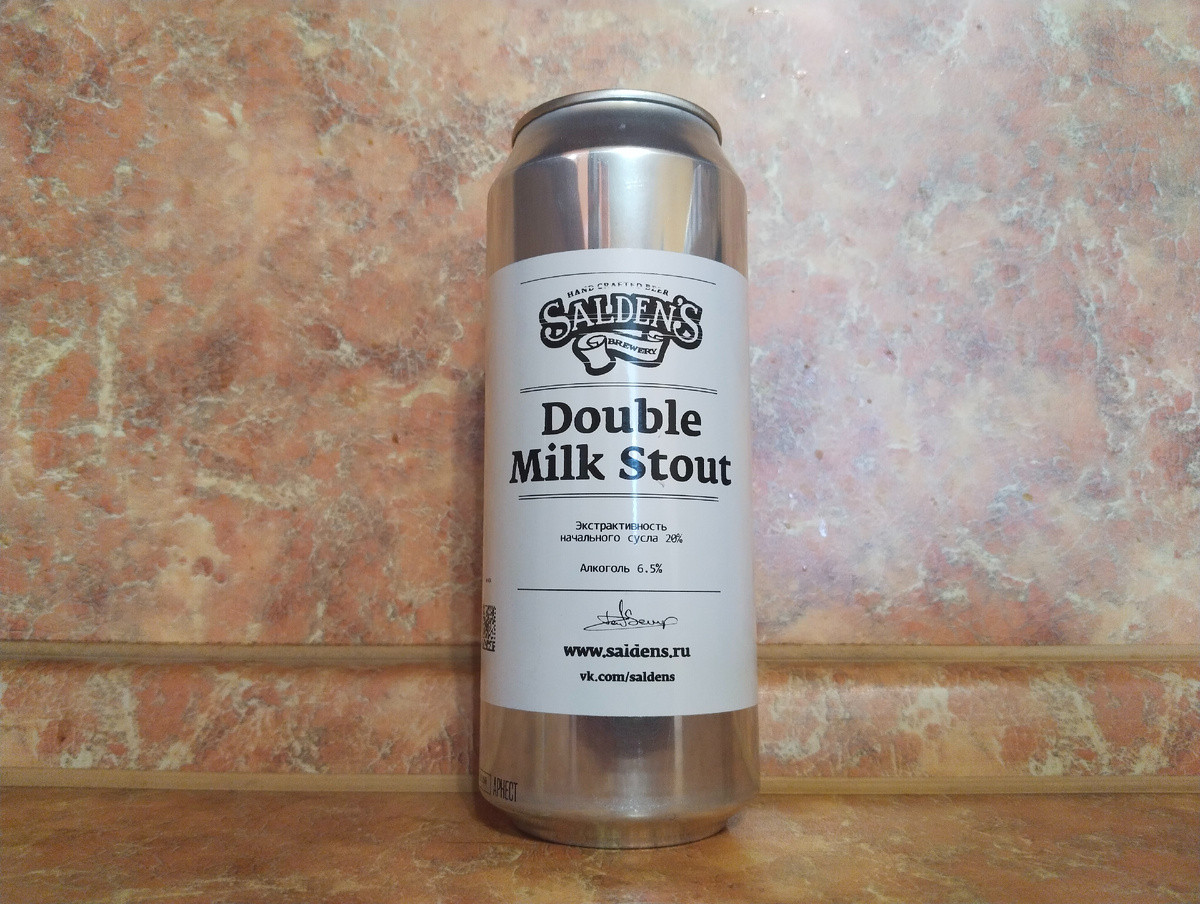 HAND CRAFTED BEER
SALDEN'S
BREWERY
Double
Milk Stout
Экстрактивность
начального сусла 20%
Алкоголь 6.5%
www.saldens.ru
vk.com/saldens
АРНЕСТ